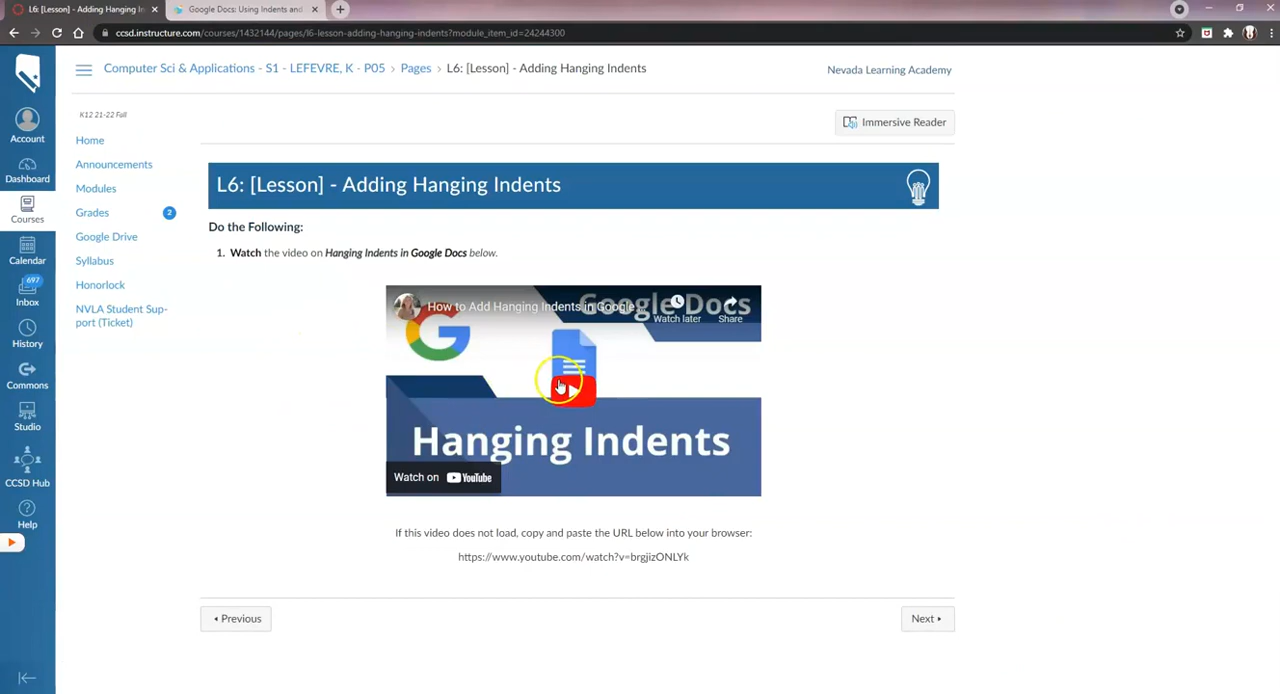 L6: [Lesson] - Adding Hanging In
Google Docs: Using Indents and
ccsd.instructure.com/courses/1432144/pages/l6-lesson-adding-hanging-indents?module_item_id=24244300
Computer Sci & Applications - S1 - LEFEVRE, K - P05 › Pages › L6: [Lesson] - Adding Hanging Indents
Nevada Learning Academy
K12 21-22 Fall
Immersive Reader
Account
Dashboard
Courses
Calendar
697
Inbox
History
Commons
Studio
CCSD Hub
Help
Home
Announcements
Modules
Grades 2
Google Drive
Syllabus
Honorlock
NVLA Student Sup-
port (Ticket)
L6: [Lesson] - Adding Hanging Indents
Do the Following:
1. Watch the video on Hanging Indents in Google Docs below.
How to Add Hanging Indents in Google
Google Docs
Watch later
Share
Hanging Indents
Watch on YouTube
If this video does not load, copy and paste the URL below into your browser:
https://www.youtube.com/watch?v=brgjizONLYk
Previous
Next